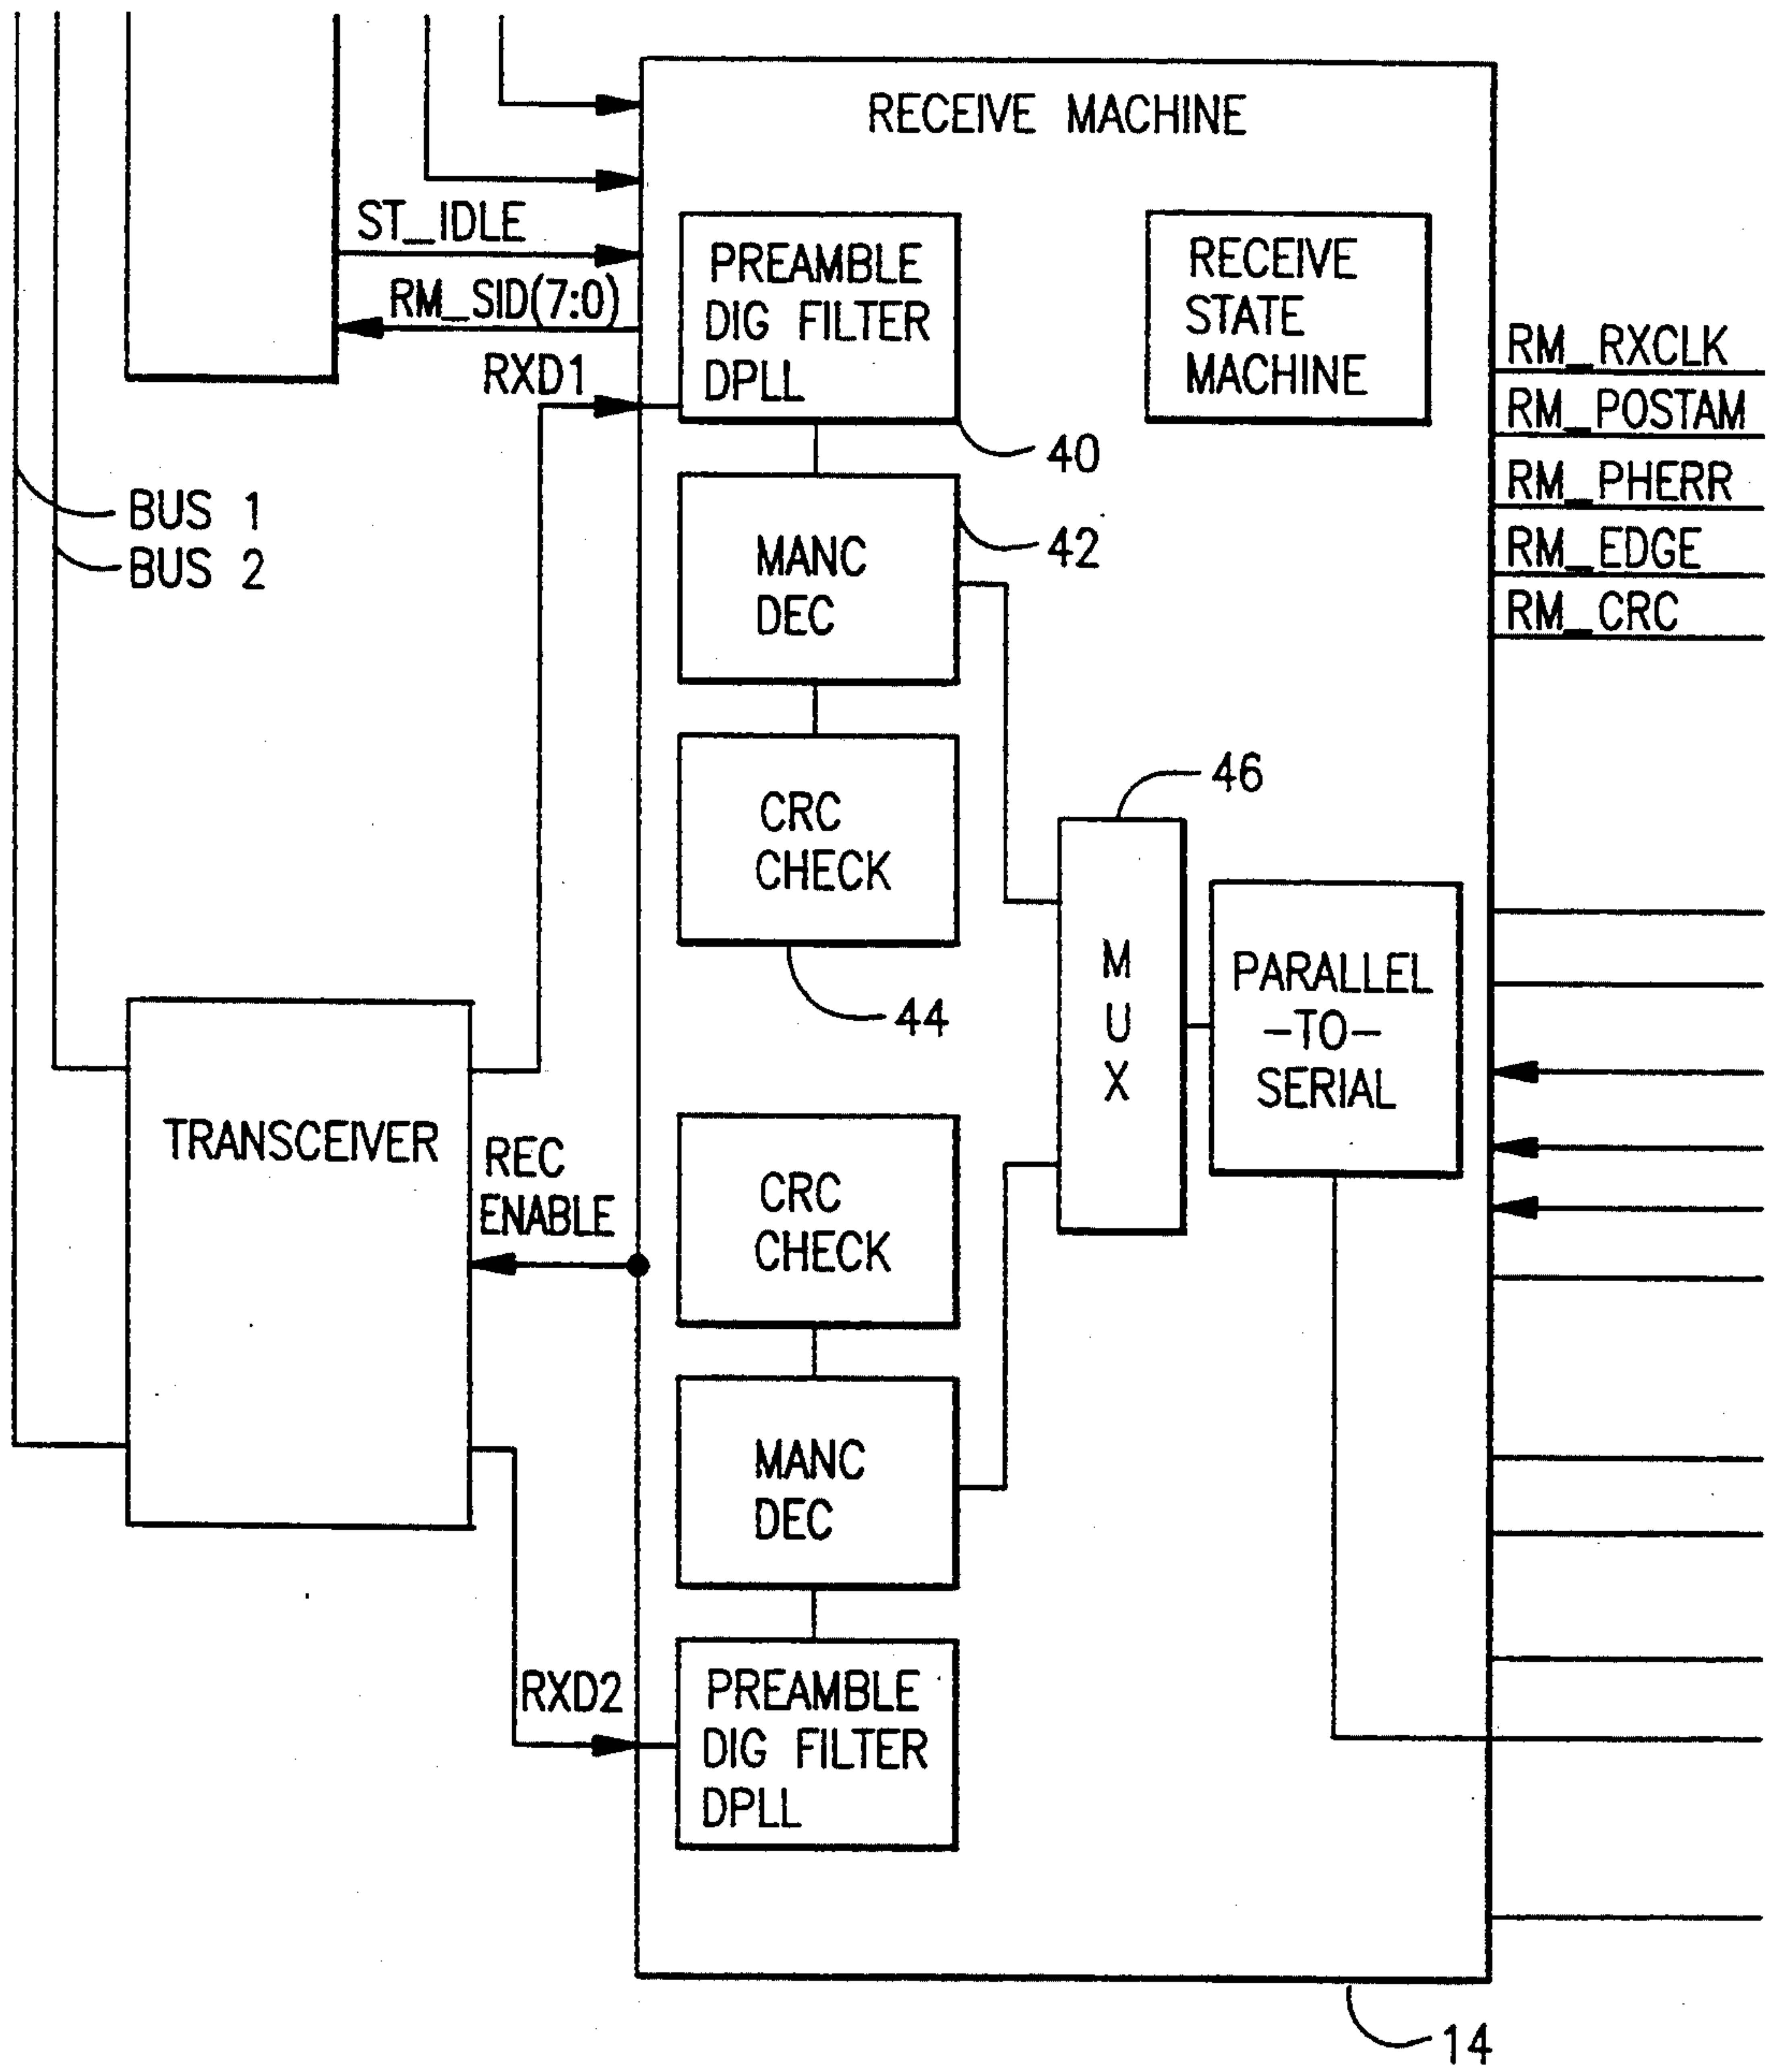 RECEIVE MACHINE
ST_IDLE
RM_SID(7:0)
RXD1
PREAMBLE
DIG FILTER
DPLL
40
RECEIVE
STATE
MACHINE
RM_RXCLK
RM_POSTAM
RM_PHERR
RM_EDGE
RM_CRC
BUS 1
BUS 2
MANC
DEC
42
CRC
CHECK
44
46
M
U
X
PARALLEL
-TO-
SERIAL
TRANSCEIVER
REC
ENABLE
CRC
CHECK
MANC
DEC
RXD2
PREAMBLE
DIG FILTER
DPLL
14